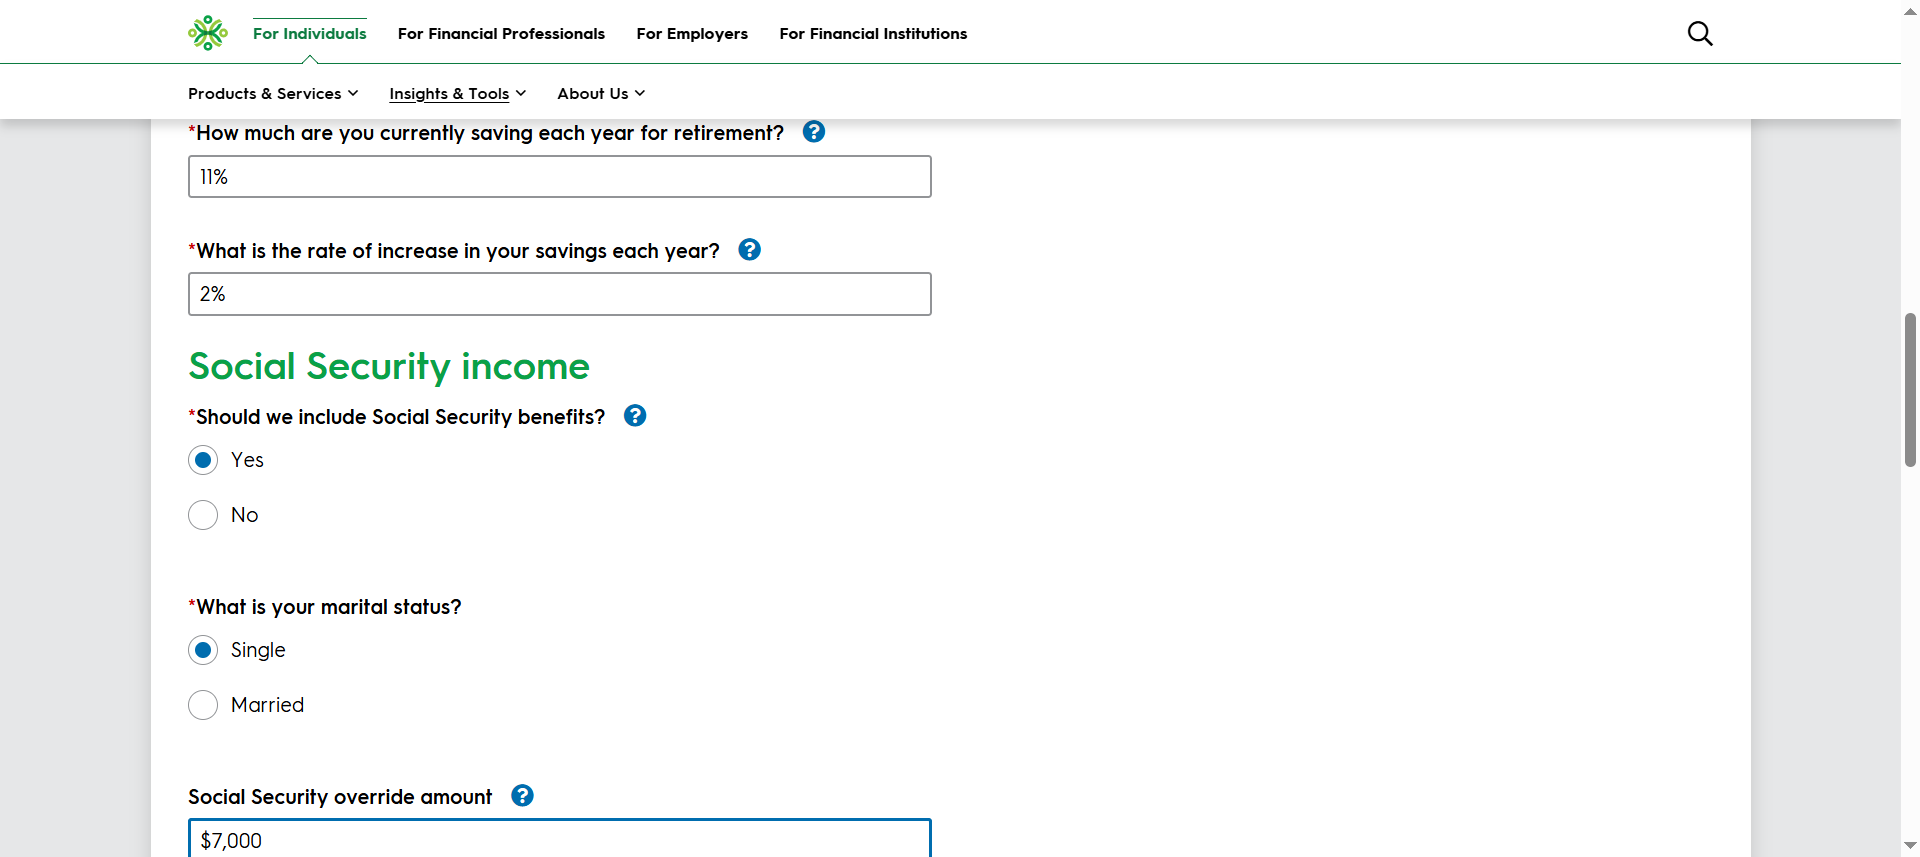 For Individuals For Financial Professionals For Employers For Financial Institutions
Products & Services Insights & Tools About Us
*How much are you currently saving each year for retirement? ?
11%
*What is the rate of increase in your savings each year? ?
2%
Social Security income
*Should we include Social Security benefits? ?
Yes
No
*What is your marital status?
Single
Married
Social Security override amount ?
$7,000